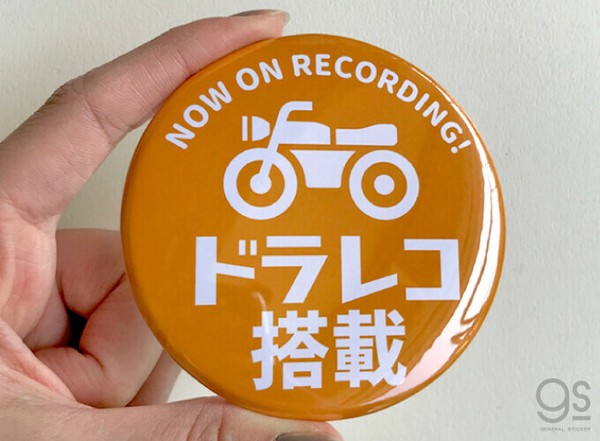 NOW ON RECORDING!
ドラレコ
搭載
gs
GENERAL STICKER